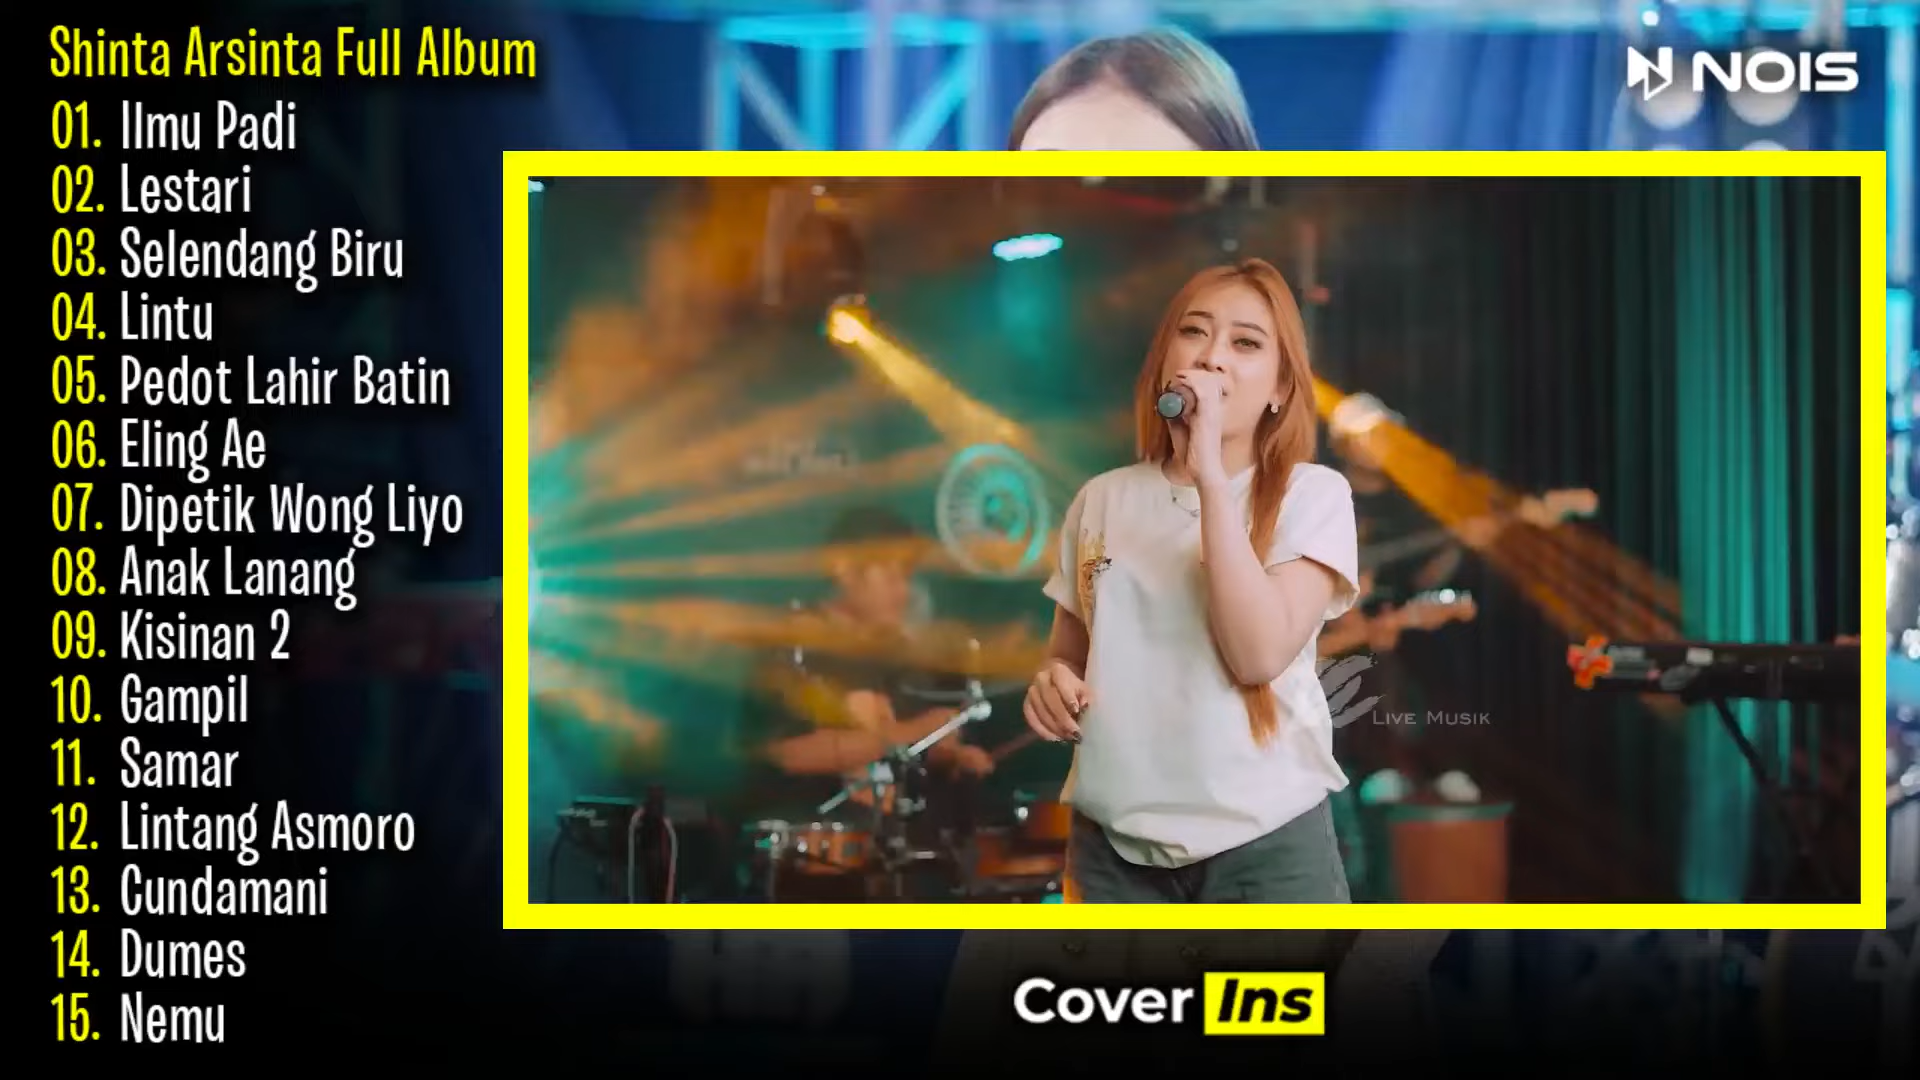 Shinta Arsinta Full Album
01. Ilmu Padi
02. Lestari
03. Selendang Biru
04. Lintu
05. Pedot Lahir Batin
06. Eling Ae
07. Dipetik Wong Liyo
08. Anak Lanang
09. Kisinan 2
10. Gampil
11. Samar
12. Lintang Asmoro
13. Cundamani
14. Dumes
15. Nemu
NOIS
LIVE MUSIK
Cover Ins